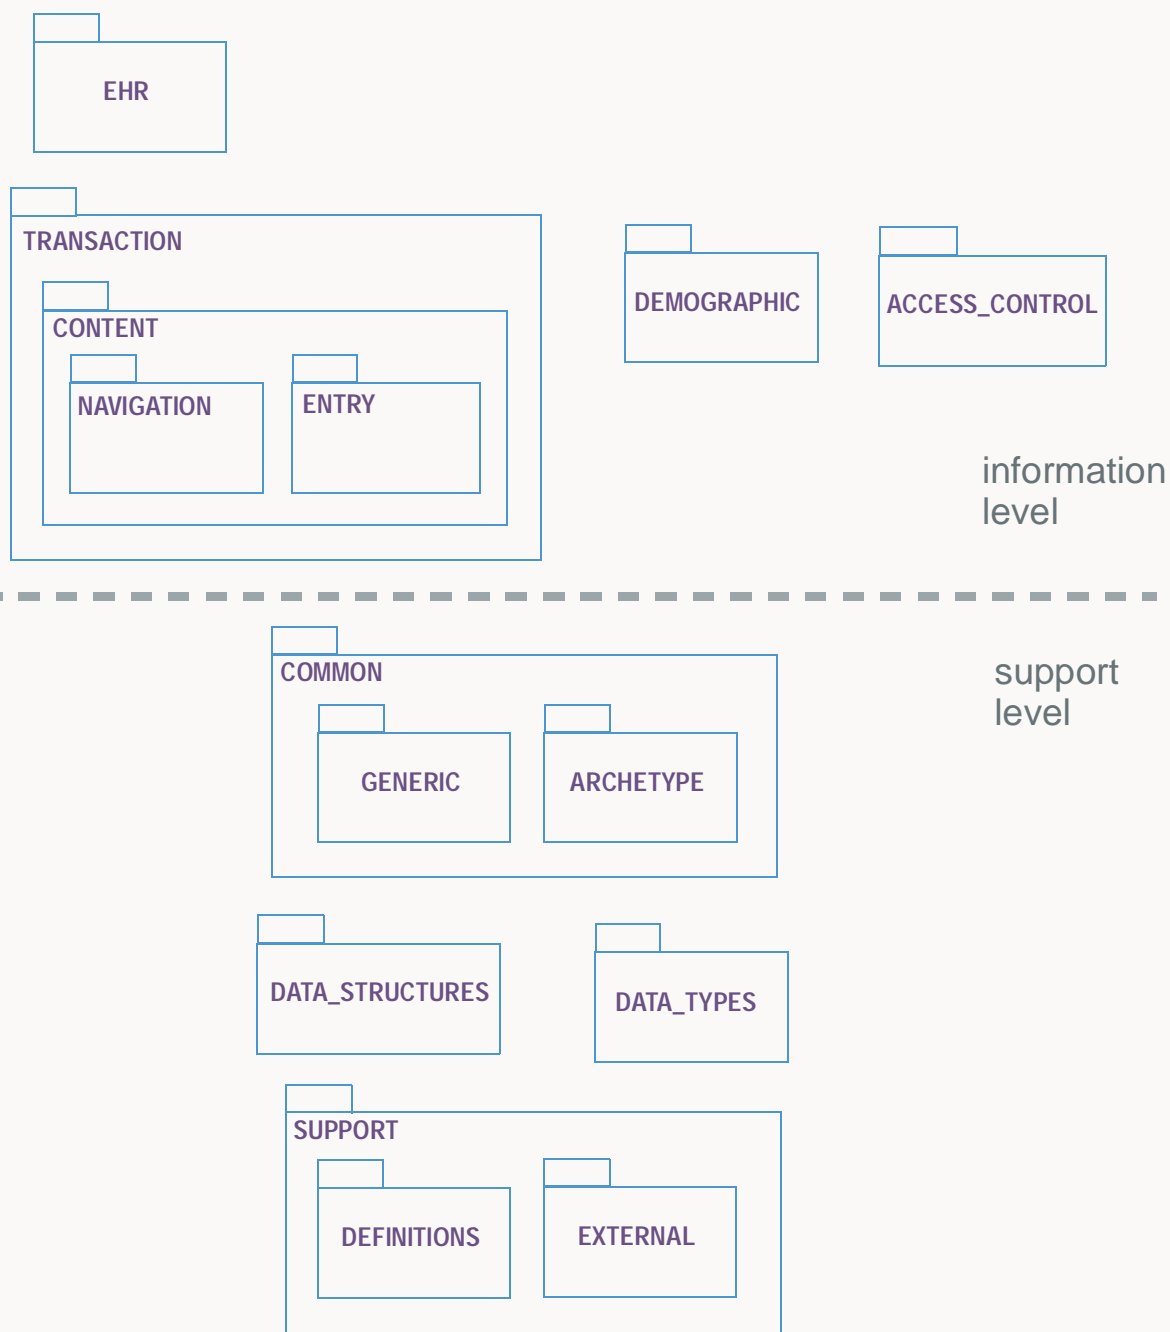 EHR
TRANSACTION
CONTENT
NAVIGATION
ENTRY
DEMOGRAPHIC
ACCESS_CONTROL
information
level
COMMON
GENERIC
ARCHETYPE
support
level
DATA_STRUCTURES
DATA_TYPES
SUPPORT
DEFINITIONS
EXTERNAL